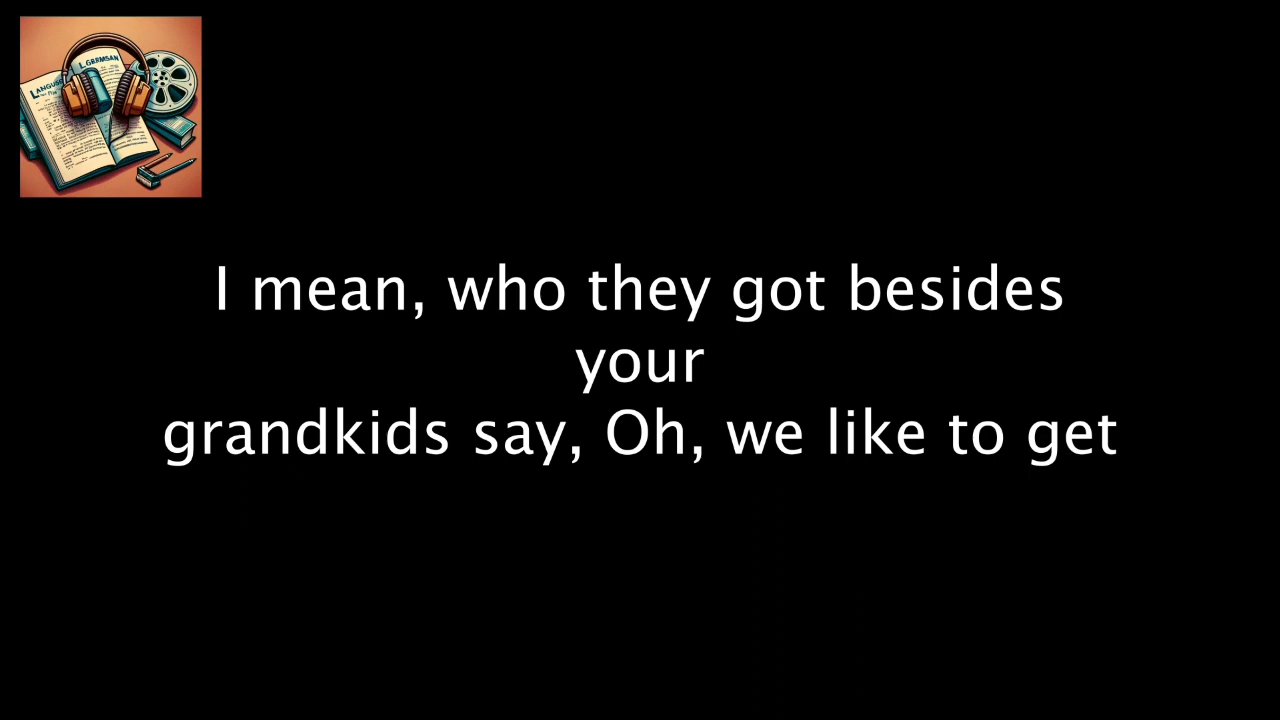 I mean, who they got besides
your
grandkids say, Oh, we like to get